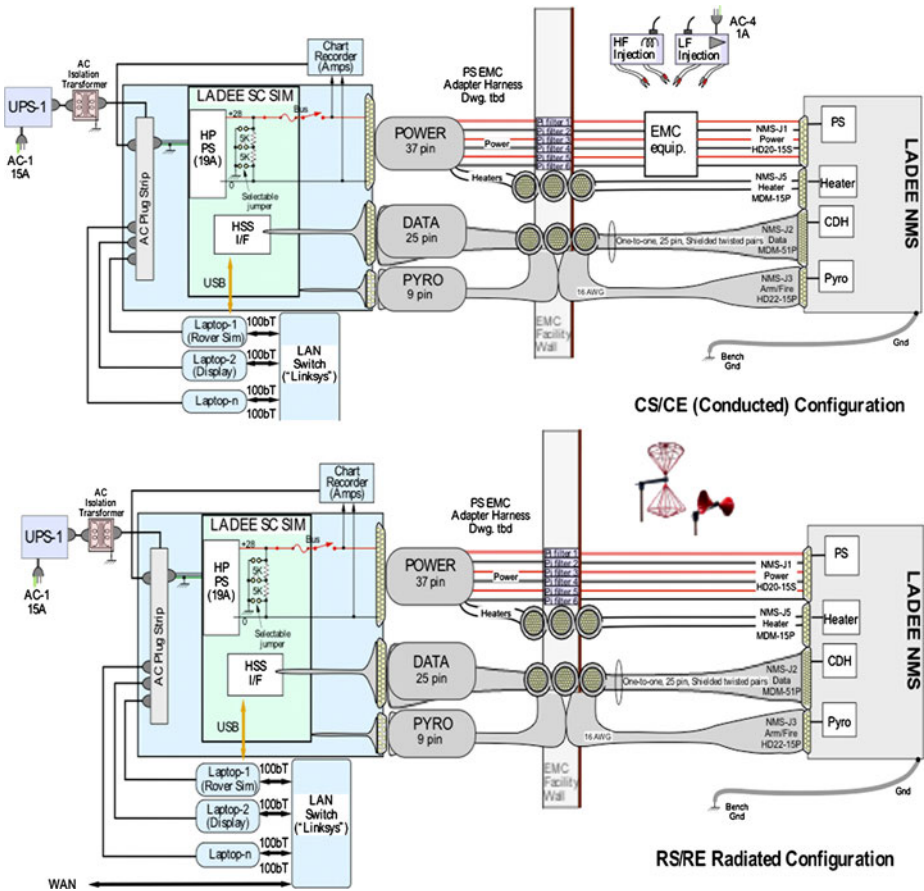 AC-4
1A
HF
Injection
LF
Injection
Chart
Recorder
(Amps)
AC
Isolation
Transformer
UPS-1
AC-1
15A
LADEE SC SIM
+28
Bus
HP
PS
(19A)
5K
5K
0
Selectable
jumper
AC Plug Strip
HSS
I/F
USB
PS EMC
Adapter Harness
Dwg. tbd
POWER
37 pin
Power
Heaters
Pi filter 1
Pi filter 2
Pi filter 3
Pi filter 4
Pi filter 5
Pi filter 6
EMC
equip.
NMS-J1
Power
HD20-15S
PS
NMS-J5
Heater
MDM-15P
Heater
LADEE NMS
DATA
25 pin
One-to-one, 25 pin, Shielded twisted pairs
NMS-J2
Data
MDM-51P
CDH
PYRO
9 pin
16 AWG
NMS-J3
Arm/Fire
HD22-15P
Pyro
EMC
Facility
Wall
Laptop-1
(Rover Sim)
100bT
Laptop-2
(Display)
100bT
Laptop-n
100bT
100bT
LAN
Switch
("Linksys")
Bench
Gnd
Gnd
CS/CE (Conducted) Configuration
Chart
Recorder
(Amps)
AC
Isolation
Transformer
UPS-1
AC-1
15A
LADEE SC SIM
+28
Bus
HP
PS
(19A)
5K
5K
0
Selectable
jumper
AC Plug Strip
HSS
I/F
USB
PS EMC
Adapter Harness
Dwg. tbd
POWER
37 pin
Power
Heaters
Pi filter 1
Pi filter 2
Pi filter 3
Pi filter 4
Pi filter 5
Pi filter 6
NMS-J1
Power
HD20-15S
PS
NMS-J5
Heater
MDM-15P
Heater
LADEE NMS
DATA
25 pin
One-to-one, 25 pin, Shielded twisted pairs
NMS-J2
Data
MDM-51P
CDH
PYRO
9 pin
16 AWG
NMS-J3
Arm/Fire
HD22-15P
Pyro
EMC
Facility
Wall
Laptop-1
(Rover Sim)
100bT
Laptop-2
(Display)
100bT
Laptop-n
100bT
100bT
LAN
Switch
("Linksys")
Bench
Gnd
Gnd
RS/RE Radiated Configuration
WAN